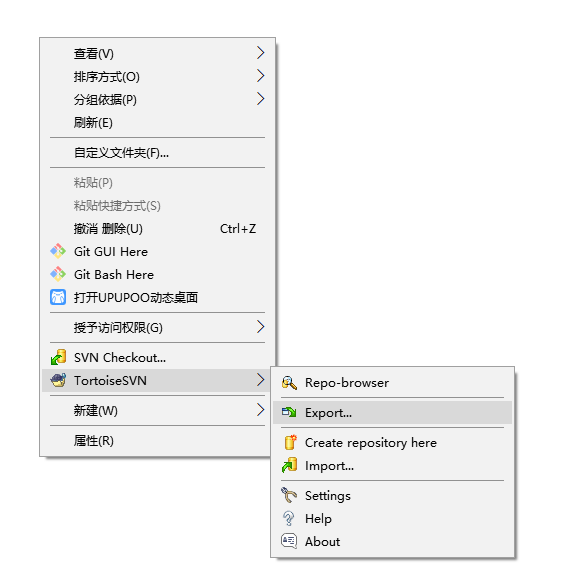 查看(V)
排序方式(O)
分组依据(P)
刷新(E)
自定义文件夹(F)...
粘贴(P)
粘贴快捷方式(S)
撤消 删除(U) Ctrl+Z
Git GUI Here
Git Bash Here
打开UPUPOO动态桌面
授予访问权限(G)
SVN Checkout...
TortoiseSVN
新建(W)
属性(R)
Repo-browser
Export...
Create repository here
Import...
Settings
Help
About